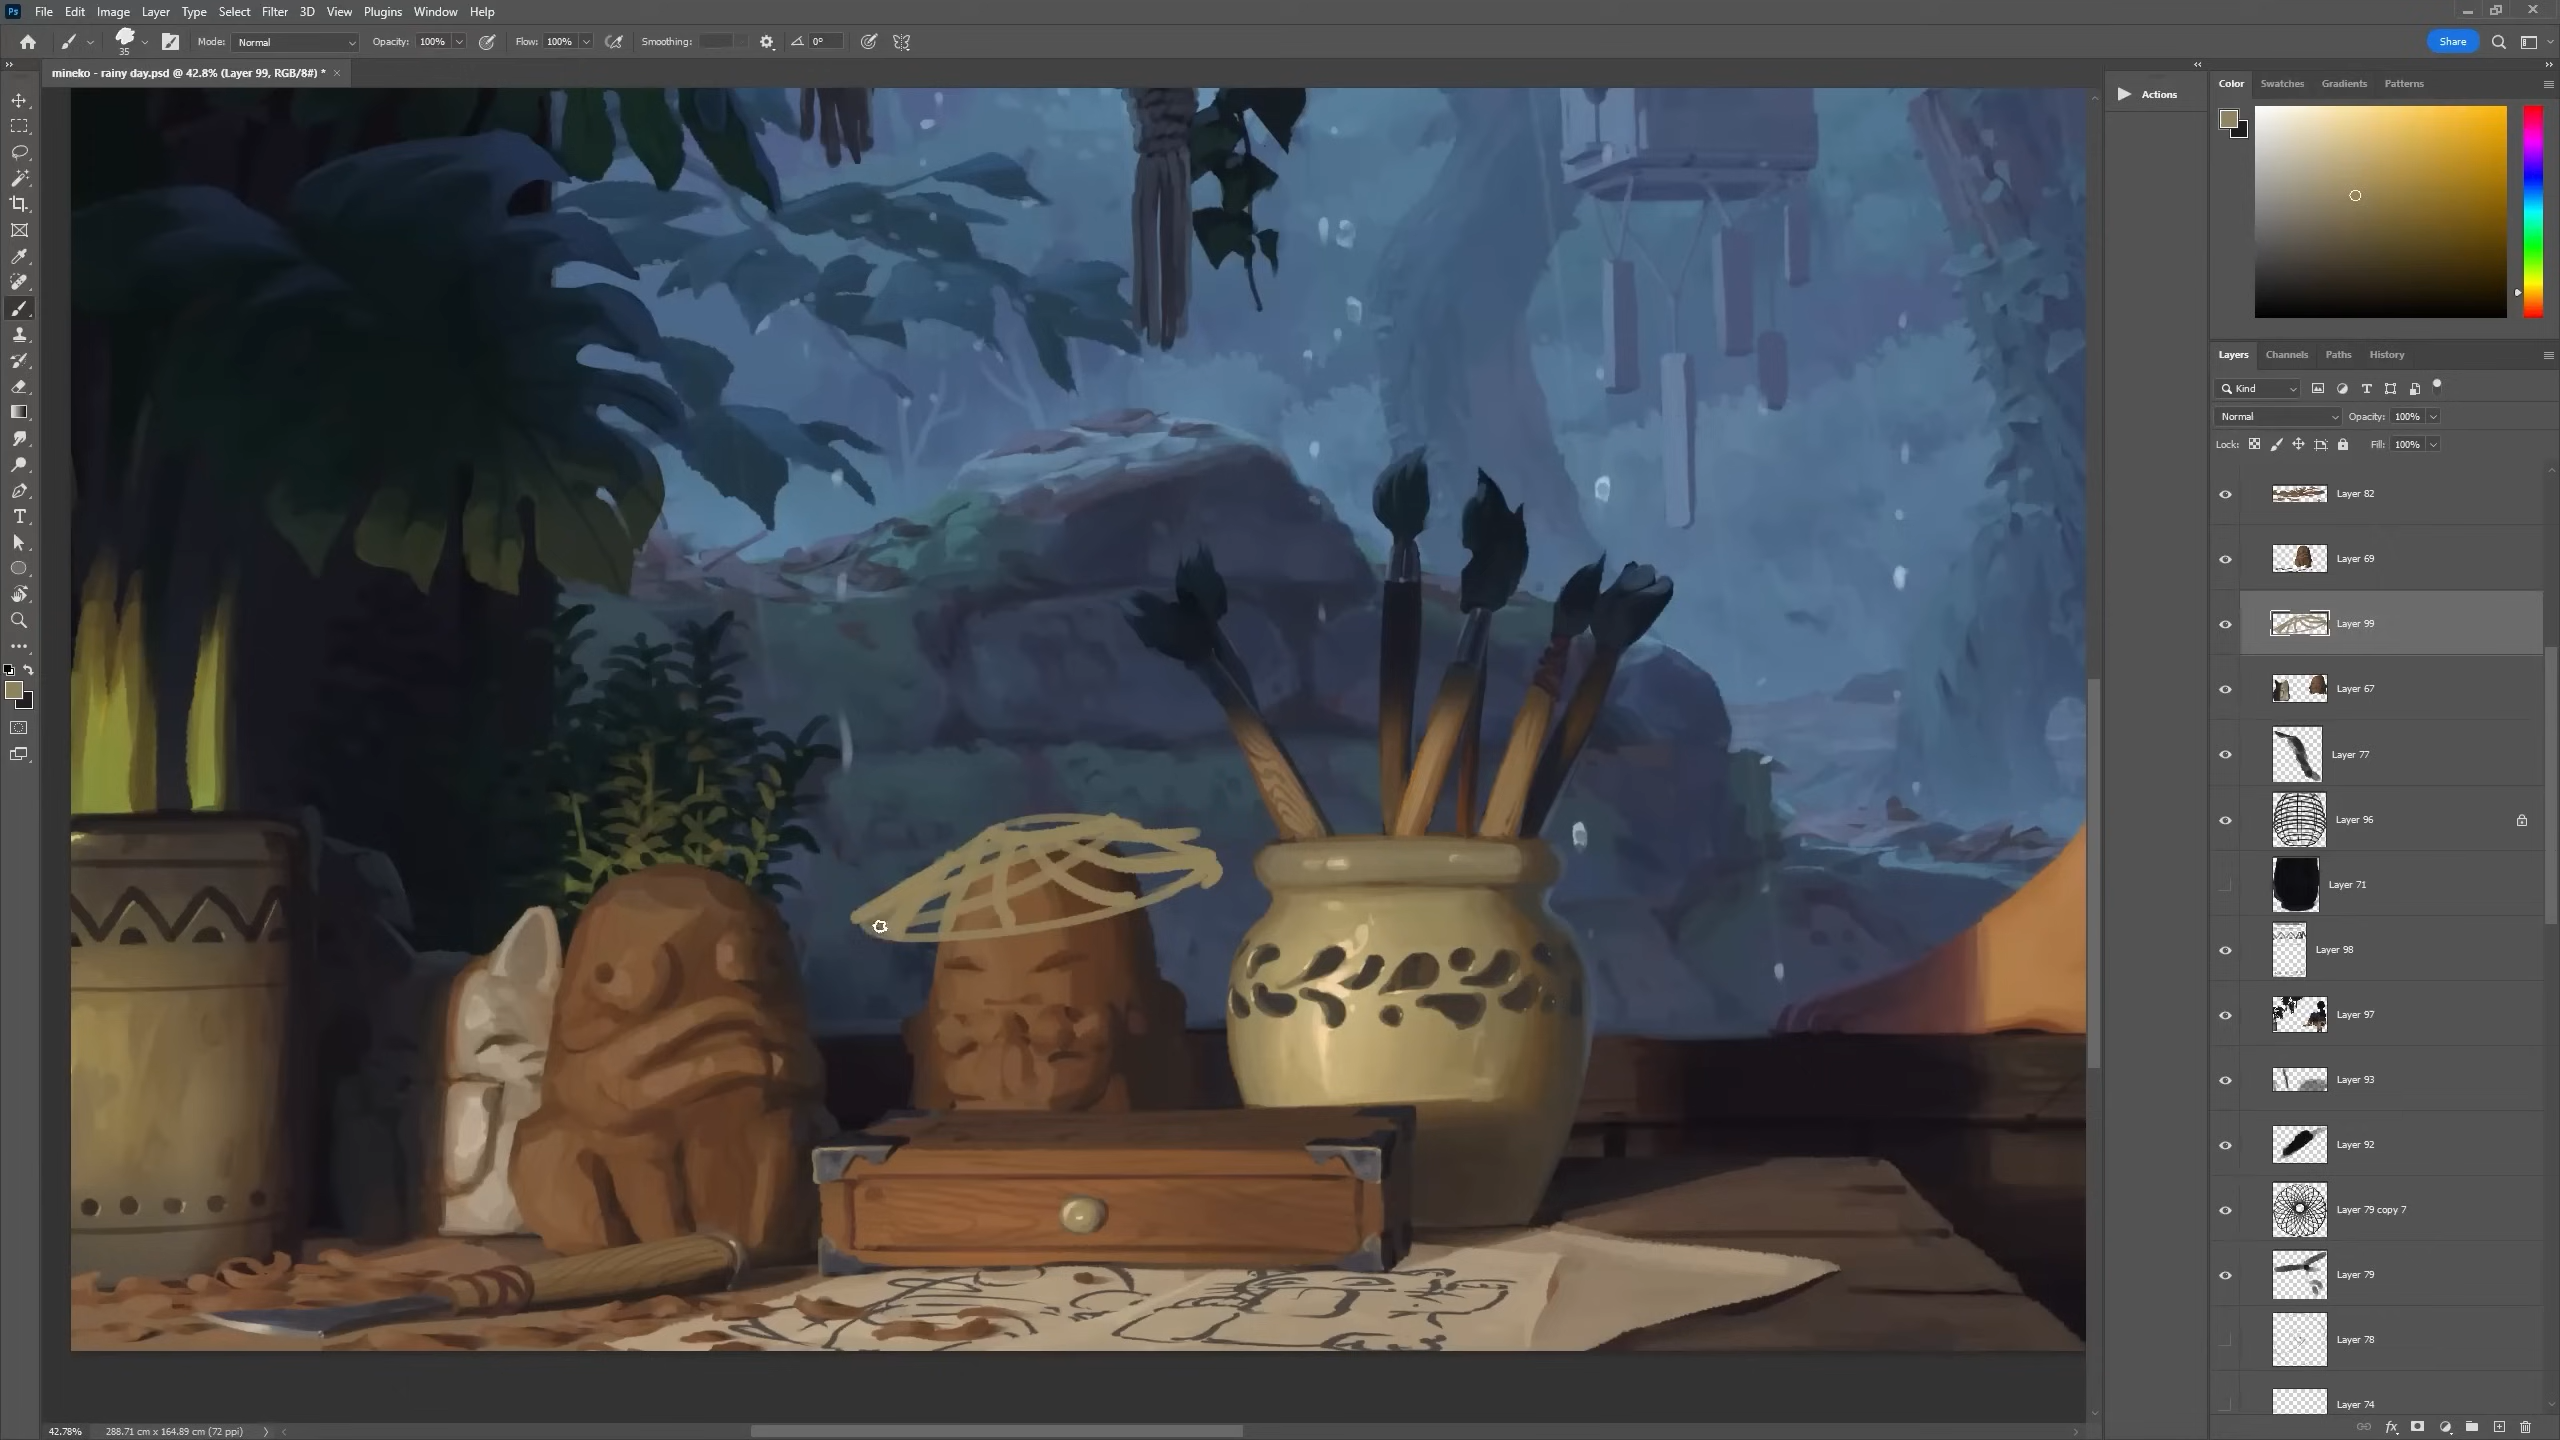 Ps File Edit Image Layer Type Select Filter 3D View Plugins Window Help
35 Mode: Normal Opacity: 100% Flow: 100% Smoothing: 0° Share
mineko - rainy day.psd @ 42.8% (Layer 99, RGB/8#) * ×
Actions
Color Swatches Gradients Patterns
Layers Channels Paths History
Kind
Normal Opacity: 100%
Lock: Fill: 100%
Layer 82
Layer 69
Layer 99
Layer 67
Layer 77
Layer 96
Layer 71
Layer 98
Layer 97
Layer 93
Layer 92
Layer 79 copy 7
Layer 79
Layer 78
Layer 74
fx
42.78% 288.71 cm x 164.89 cm (72 ppi)